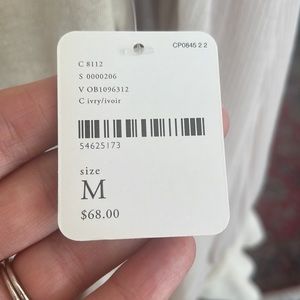 CP0845 2 2
C 8112
S 0000206
V OB1096312
C ivry/ivoir
54625173
size
M
$68.00